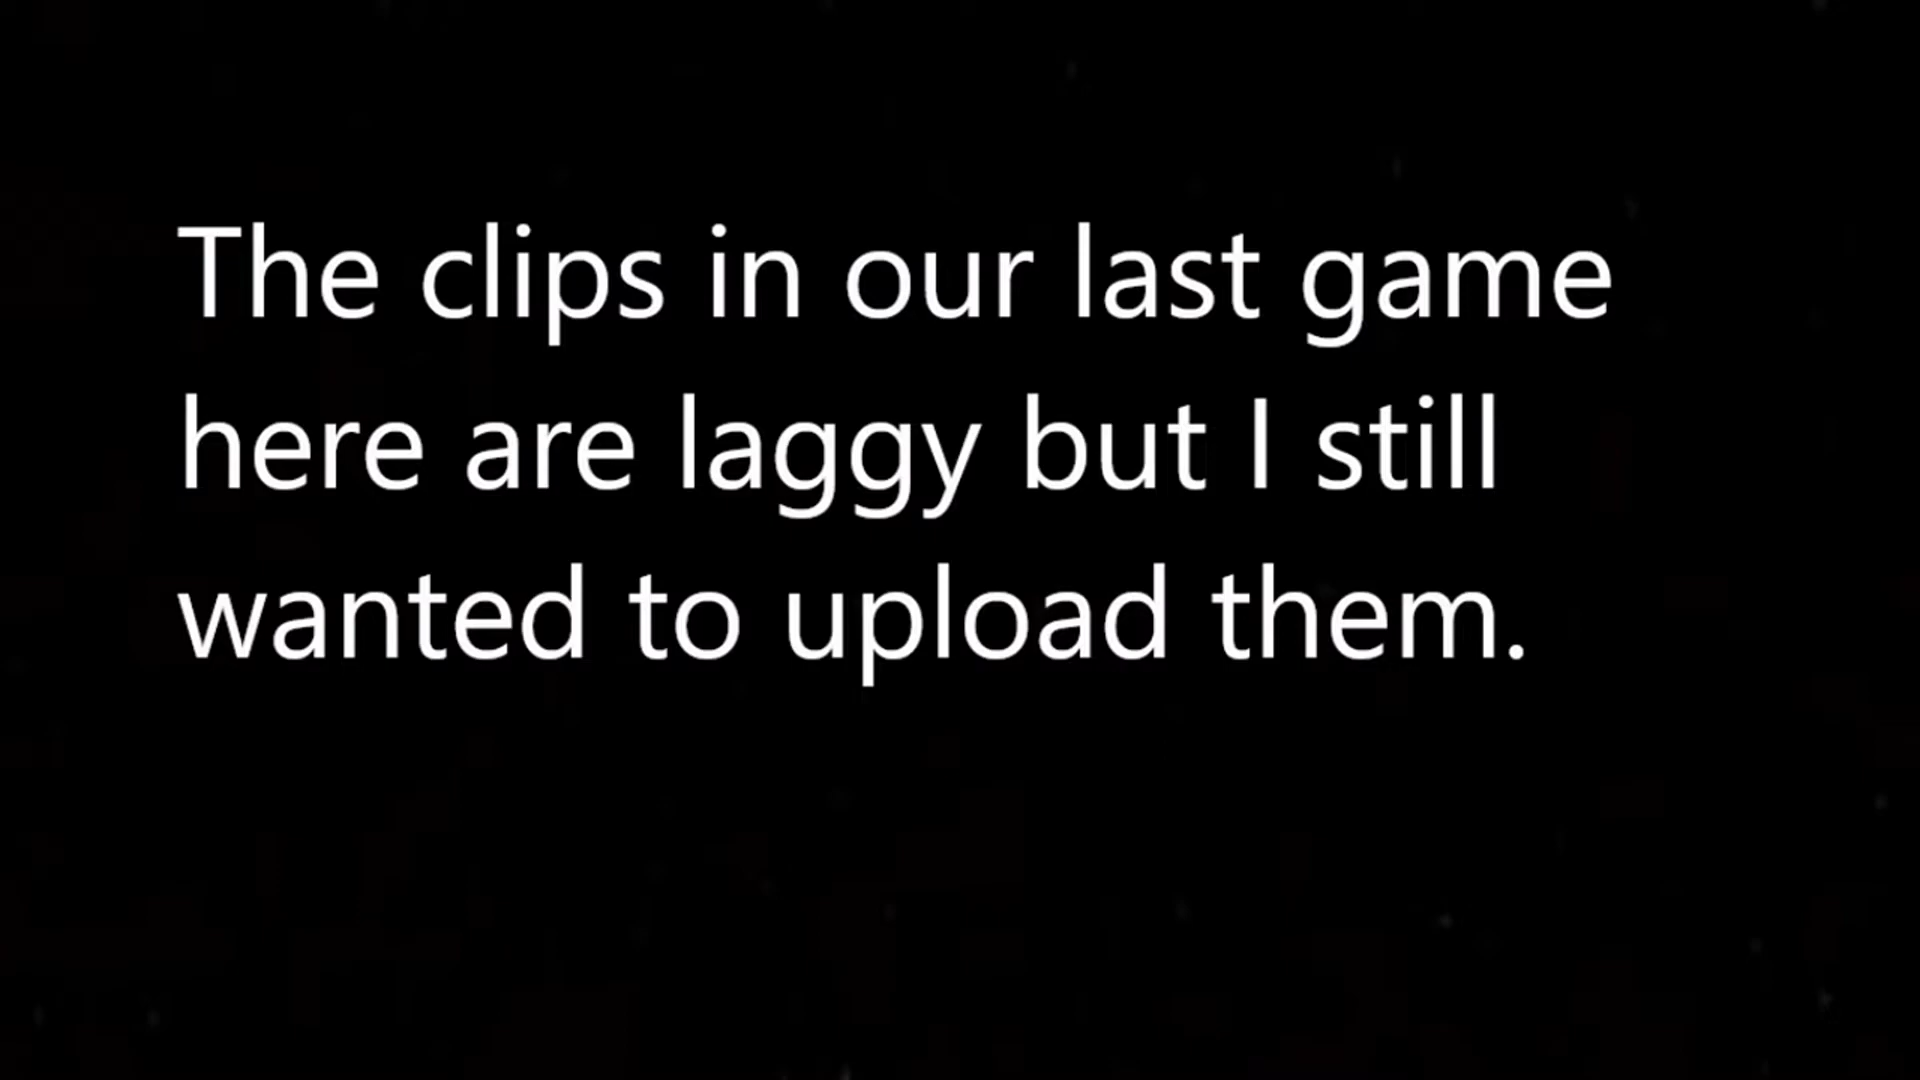 The clips in our last game
here are laggy but I still
wanted to upload them.